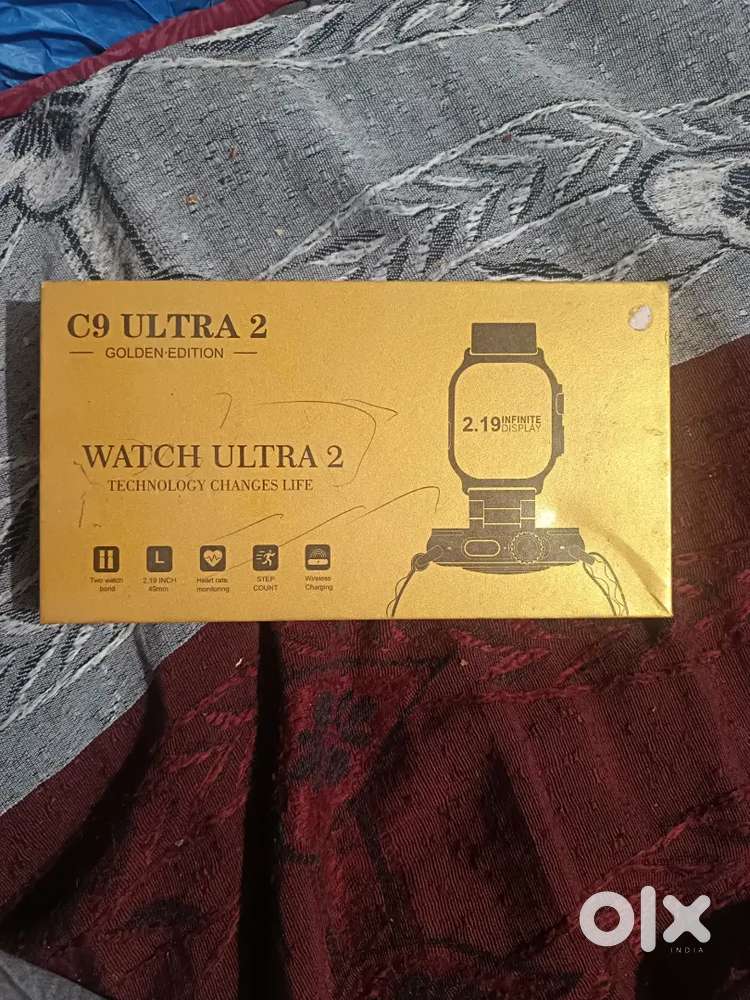 C9 ULTRA 2
GOLDEN·EDITION
2.19 INFINITE
DISPLAY
WATCH ULTRA 2
TECHNOLOGY CHANGES LIFE
L
Two watch
band
2.19 INCH
49mm
Heart rate
monitoring
STEP
COUNT
Wireless
Charging
olx
INDIA